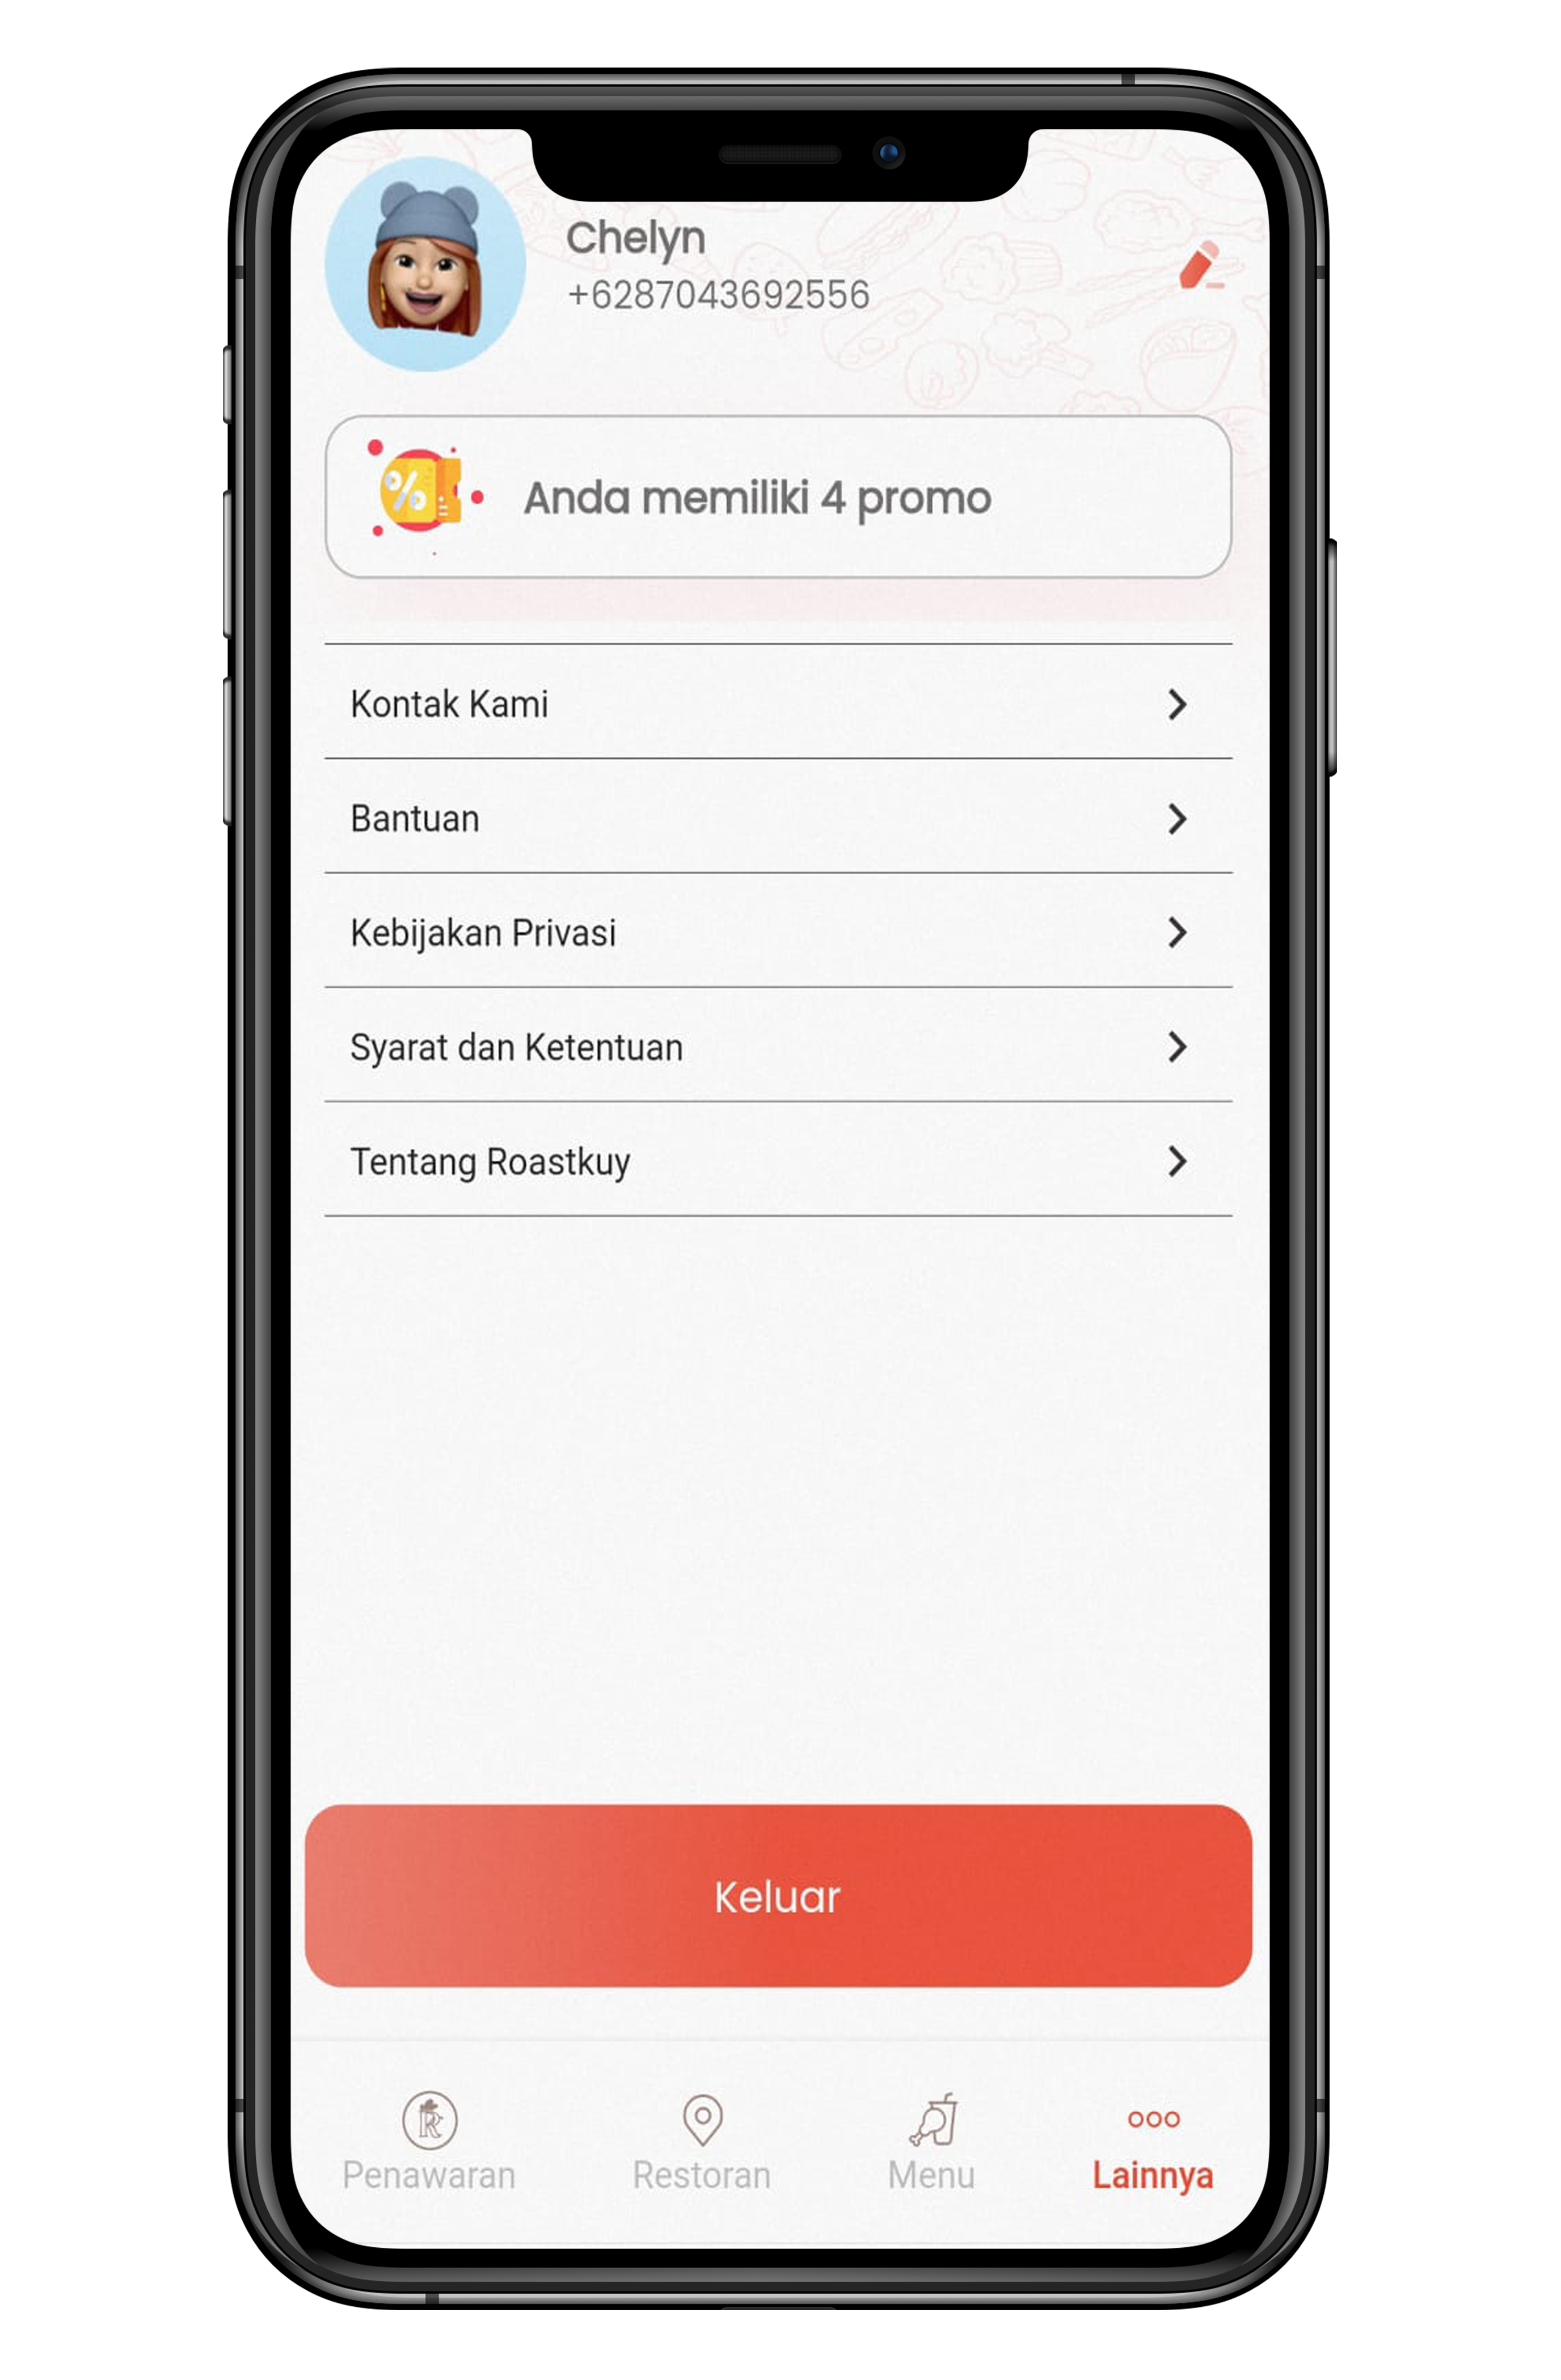 Chelyn
+6287043692556
Anda memiliki 4 promo
Kontak Kami
Bantuan
Kebijakan Privasi
Syarat dan Ketentuan
Tentang Roastkuy
Keluar
R
Penawaran
Restoran
Menu
Lainnya